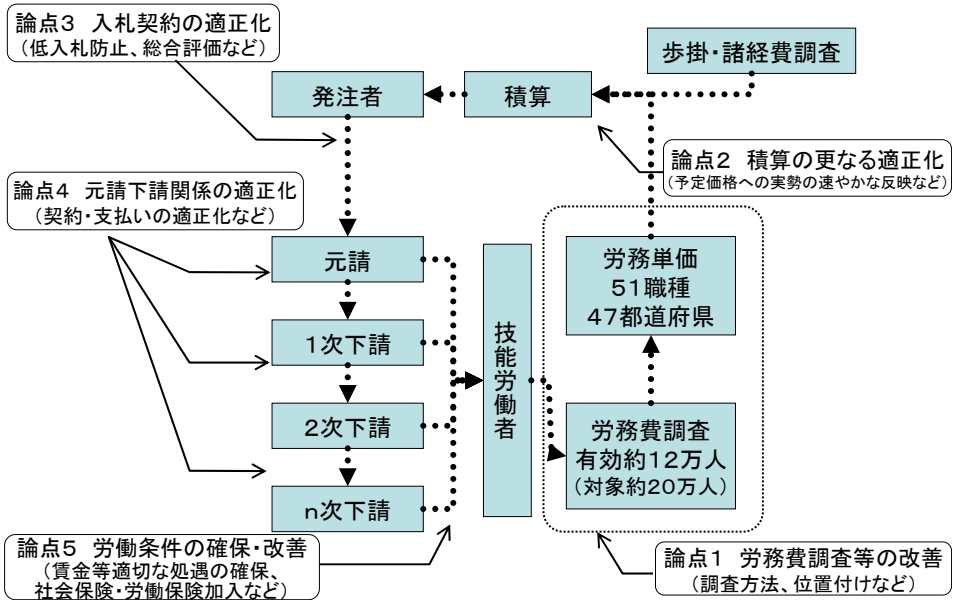 論点3 入札契約の適正化
(低入札防止、総合評価など)
歩掛・諸経費調査
発注者
積算
論点2 積算の更なる適正化
(予定価格への実勢の速やかな反映など)
論点4 元請下請関係の適正化
(契約・支払いの適正化など)
元請
1次下請
2次下請
n次下請
技能労働者
労務単価
51職種
47都道府県
労務費調査
有効約12万人
(対象約20万人)
論点5 労働条件の確保・改善
(賃金等適切な処遇の確保、
社会保険・労働保険加入など)
論点1 労務費調査等の改善
(調査方法、位置付けなど)